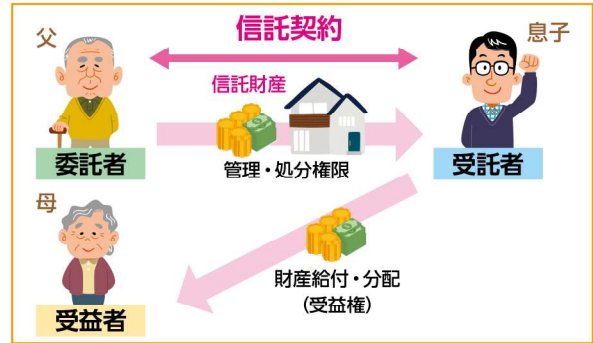 父
信託契約
息子
信託財産
委託者
管理・処分権限
受託者
母
財産給付・分配
(受益権)
受益者